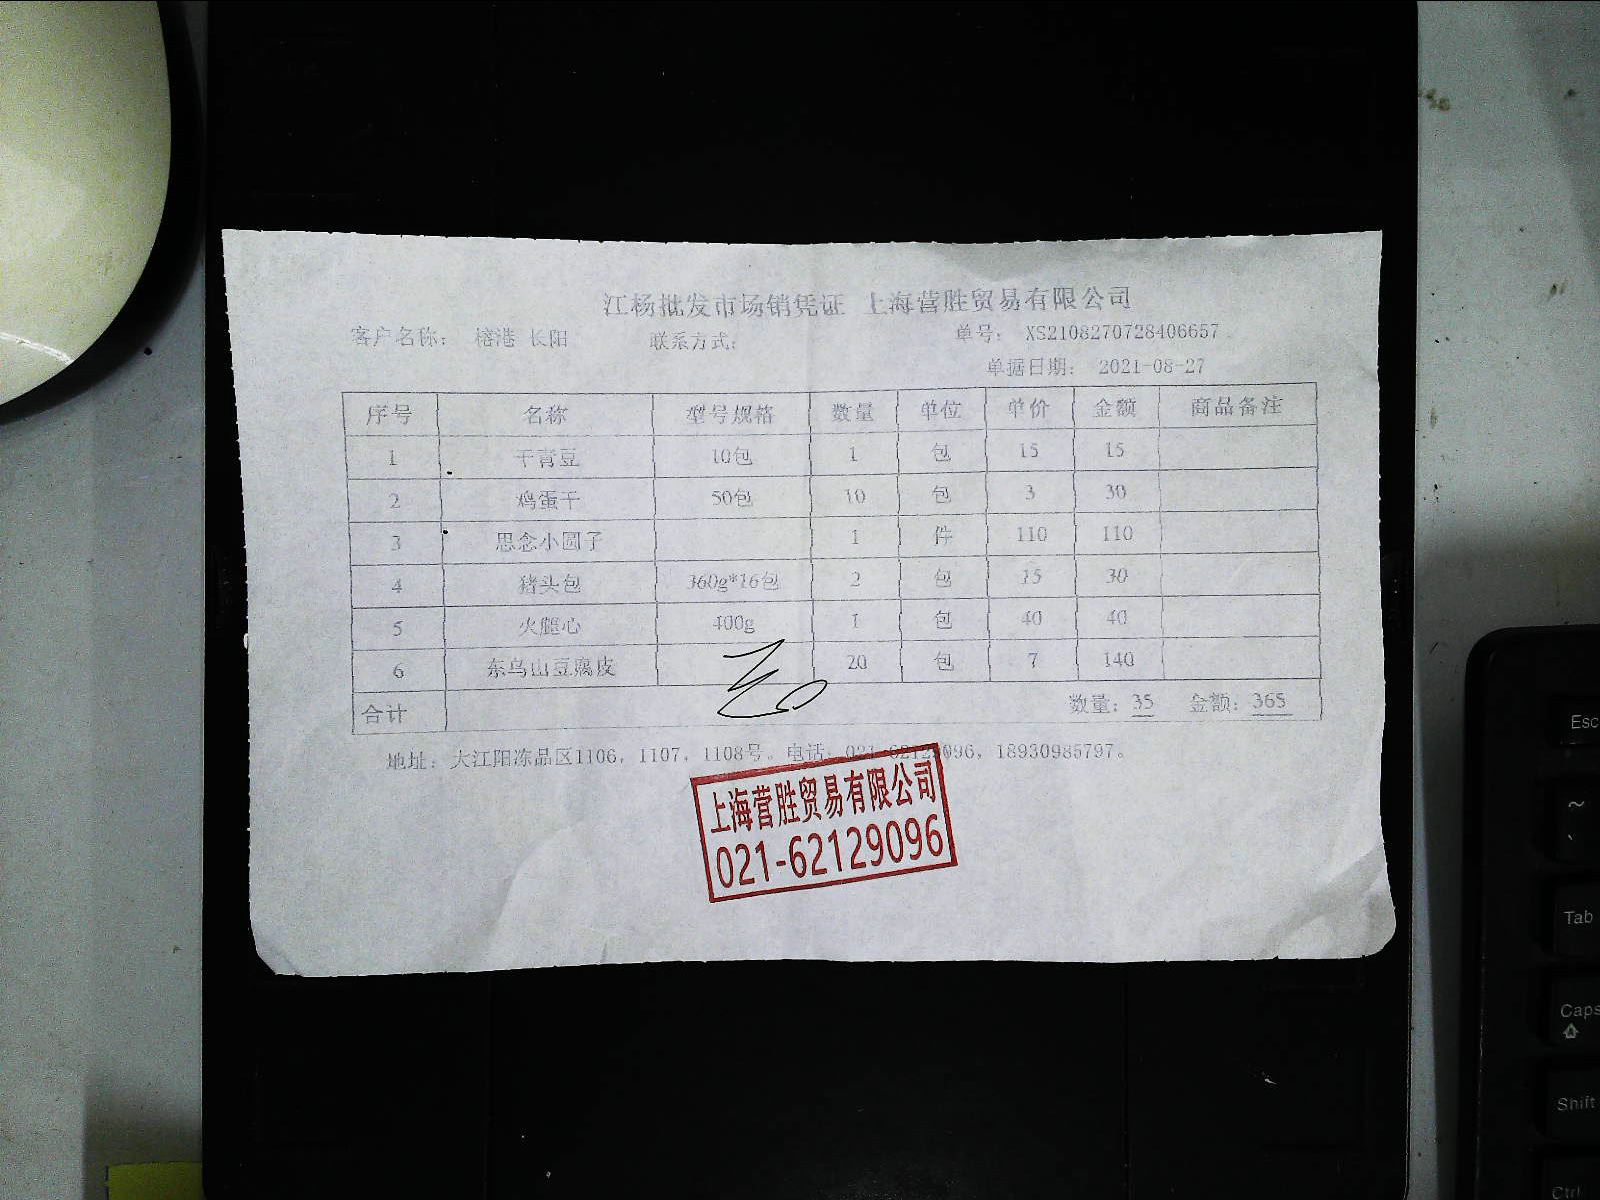 江杨批发市场销凭证 上海营胜贸易有限公司
客户名称： 榕港 长阳 联系方式： 单号： XS2108270728406657
单据日期： 2021-08-27
序号 名称 型号规格 数量 单位 单价 金额 商品备注
1 干青豆 10包 1 包 15 15
2 鸡蛋干 50包 10 包 3 30
3 思念小圆子 1 件 110 110
4 猪头包 360g*16包 2 包 15 30
5 火腿心 400g 1 包 40 40
6 东乌山豆腐皮 20 包 7 140
合计 数量：35 金额：365
地址：大江阳冻品区1106，1107，1108号。电话：021-62129096，18930985797。
上海营胜贸易有限公司
021-62129096
Esc
~
`
Tab
Caps
Shift
Ctrl